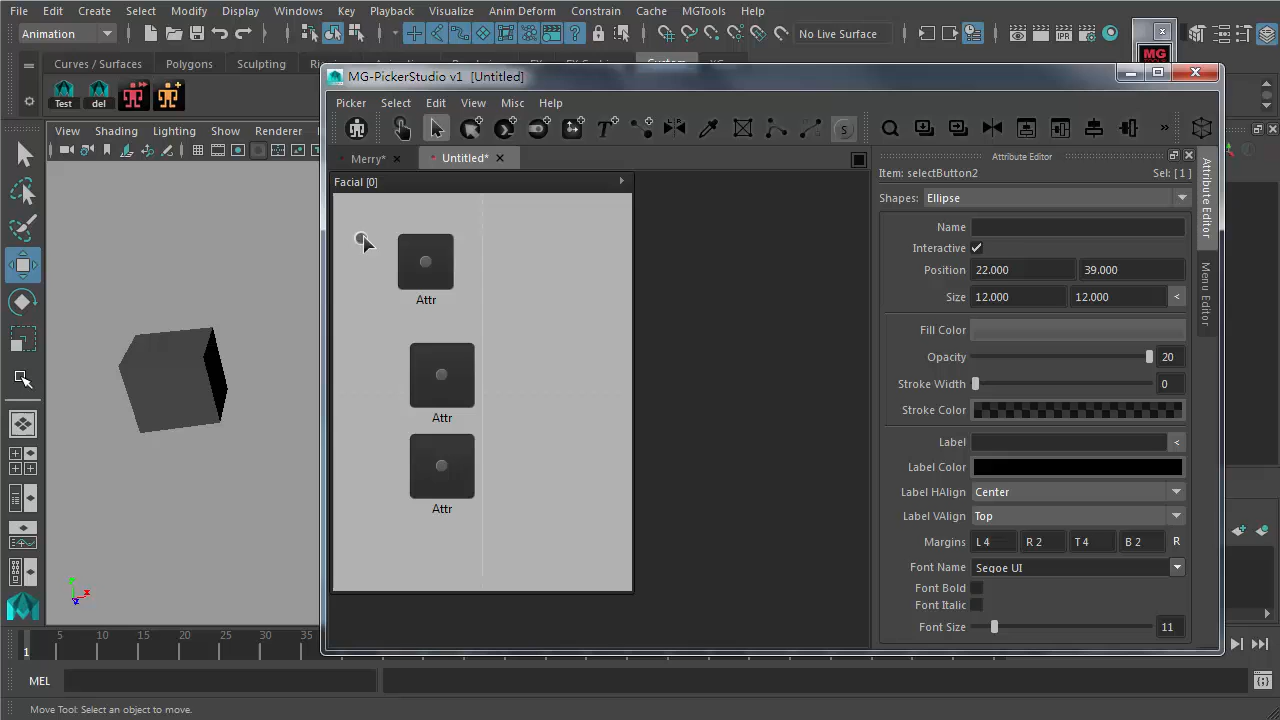 File Edit Create Select Modify Display Windows Key Playback Visualize Anim Deform Constrain Cache MGTools Help
Animation
No Live Surface
MG
Curves / Surfaces Polygons Sculpting
Test del
MG-PickerStudio v1 [Untitled]
Picker Select Edit View Misc Help
View Shading Lighting Show Renderer
Merry* Untitled*
Facial [0]
Attr
Attr
Attr
Attribute Editor
Item: selectButton2 Sel: [ 1 ]
Shapes: Ellipse
Name
Interactive
Position 22.000 39.000
Size 12.000 12.000 <
Fill Color
Opacity 20
Stroke Width 0
Stroke Color
Label <
Label Color
Label HAlign Center
Label VAlign Top
Margins L 4 R 2 T 4 B 2 R
Font Name Segoe UI
Font Bold
Font Italic
Font Size 11
Attribute Editor
Menu Editor
5 10 15 20 25 30 35
1
MEL
Move Tool: Select an object to move.